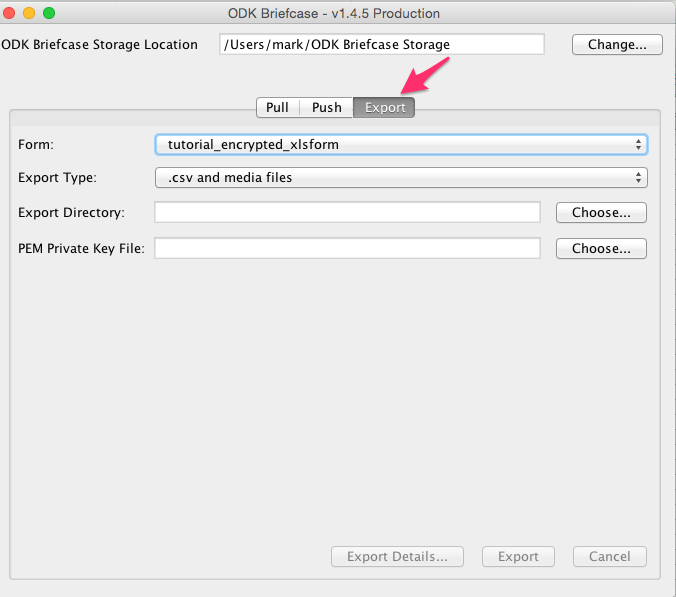 ODK Briefcase - v1.4.5 Production
ODK Briefcase Storage Location /Users/mark/ODK Briefcase Storage Change...
Pull Push Export
Form: tutorial_encrypted_xlsform
Export Type: .csv and media files
Export Directory: Choose...
PEM Private Key File: Choose...
Export Details... Export Cancel